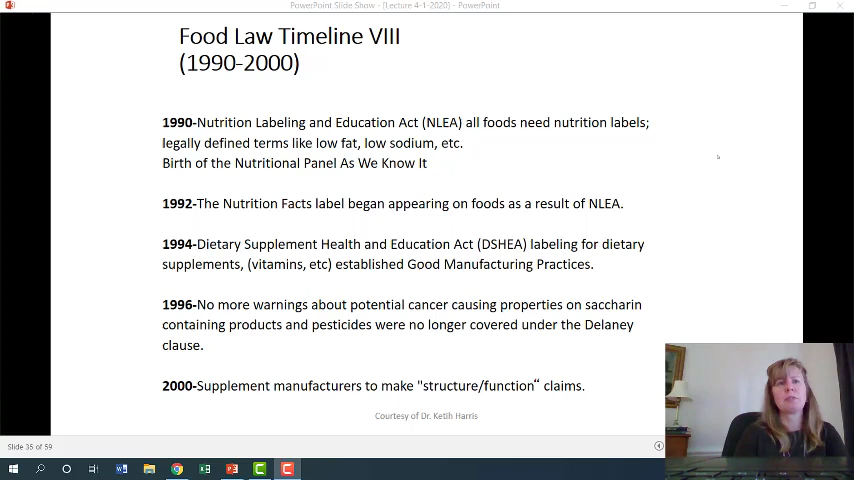 PowerPoint Slide Show - [Lecture 4-1-2020] - PowerPoint
Food Law Timeline VIII
(1990-2000)
1990-Nutrition Labeling and Education Act (NLEA) all foods need nutrition labels;
legally defined terms like low fat, low sodium, etc.
Birth of the Nutritional Panel As We Know It
1992-The Nutrition Facts label began appearing on foods as a result of NLEA.
1994-Dietary Supplement Health and Education Act (DSHEA) labeling for dietary
supplements, (vitamins, etc) established Good Manufacturing Practices.
1996-No more warnings about potential cancer causing properties on saccharin
containing products and pesticides were no longer covered under the Delaney
clause.
2000-Supplement manufacturers to make "structure/function“ claims.
Courtesy of Dr. Ketih Harris
Slide 35 of 59